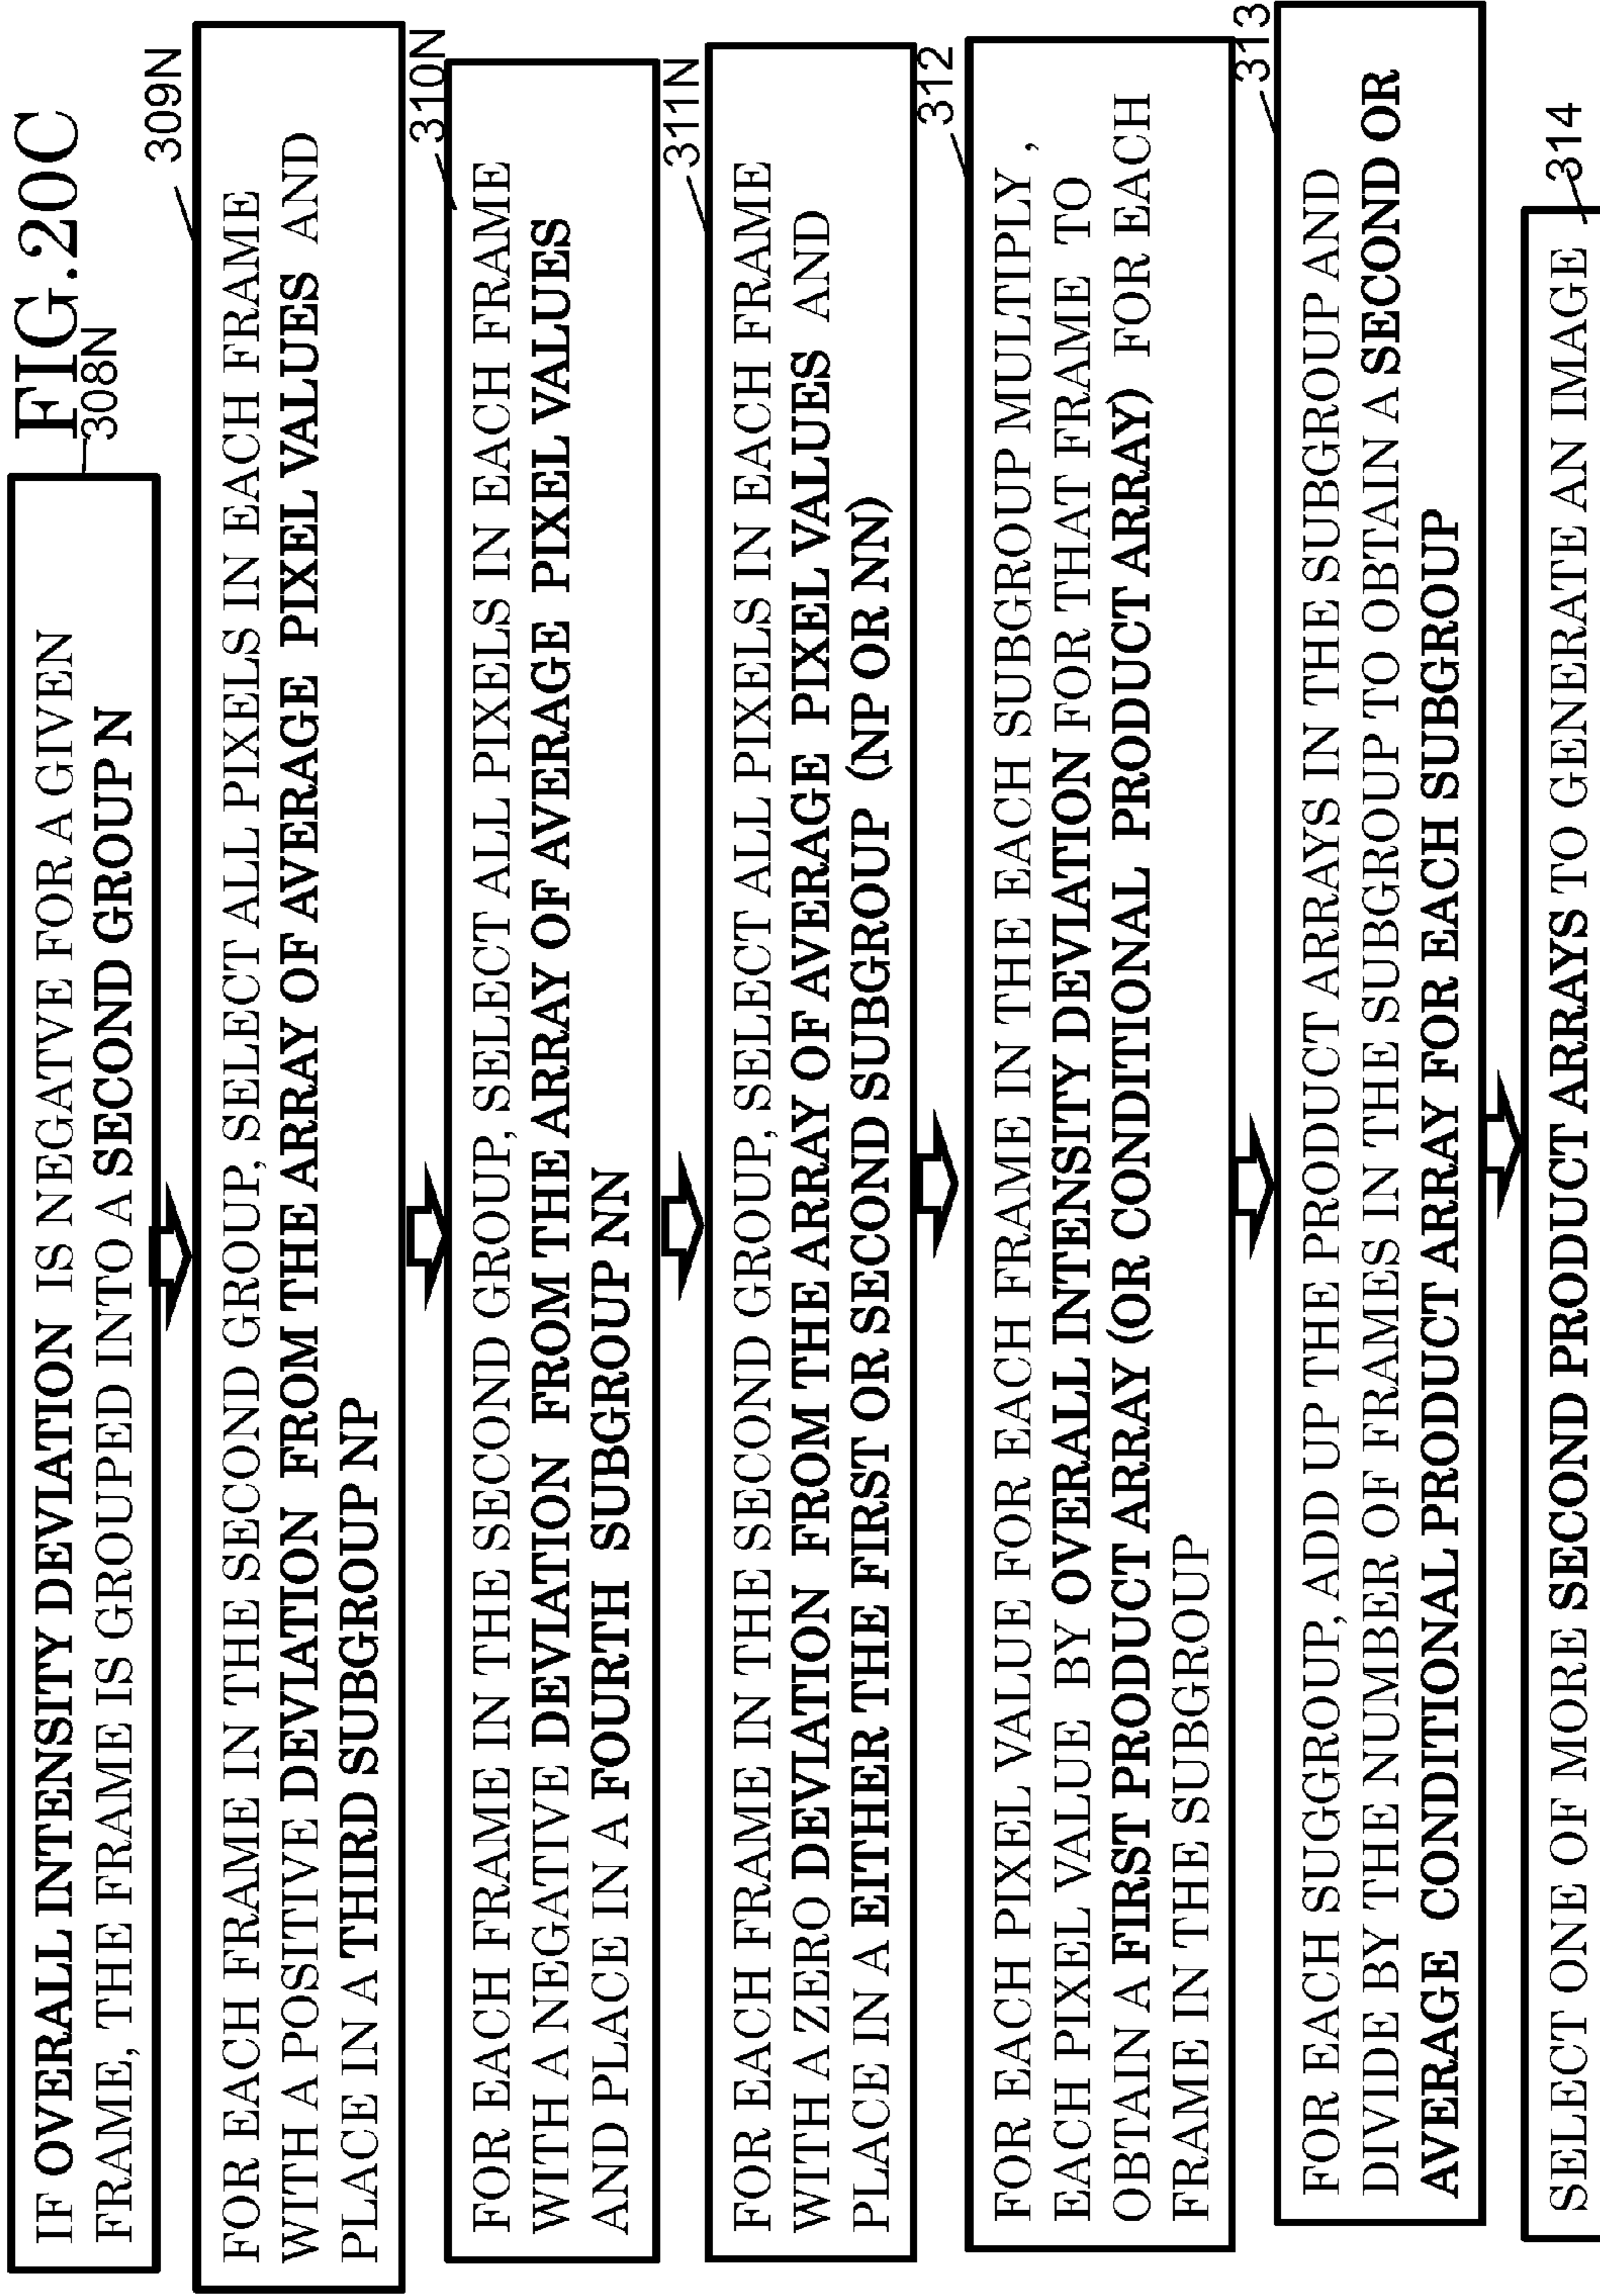 FIG.20C
308N
IF OVERALL INTENSITY DEVIATION IS NEGATVE FOR A GIVEN
FRAME, THE FRAME IS GROUPED INTO A SECOND GROUP N
309N
FOR EACH FRAME IN THE SECOND GROUP, SELECT ALL PIXELS IN EACH FRAME
WITH A POSITIVE DEVIATION FROM THE ARRAY OF AVERAGE PIXEL VALUES AND
PLACE IN A THIRD SUBGROUP NP
310N
FOR EACH FRAME IN THE SECOND GROUP, SELECT ALL PIXELS IN EACH FRAME
WITH A NEGATIVE DEVIATION FROM THE ARRAY OF AVERAGE PIXEL VALUES
AND PLACE IN A FOURTH SUBGROUP NN
311N
FOR EACH FRAME IN THE SECOND GROUP, SELECT ALL PIXELS IN EACH FRAME
WITH A ZERO DEVIATION FROM THE ARRAY OF AVERAGE PIXEL VALUES AND
PLACE IN A EITHER THE FIRST OR SECOND SUBGROUP (NP OR NN)
312
FOR EACH PIXEL VALUE FOR EACH FRAME IN THE EACH SUBGROUP MULTIPLY ,
EACH PIXEL VALUE BY OVERALL INTENSITY DEVIATION FOR THAT FRAME TO
OBTAIN A FIRST PRODUCT ARRAY (OR CONDITIONAL PRODUCT ARRAY) FOR EACH
FRAME IN THE SUBGROUP
313
FOR EACH SUGGROUP, ADD UP THE PRODUCT ARRAYS IN THE SUBGROUP AND
DIVIDE BY THE NUMBER OF FRAMES IN THE SUBGROUP TO OBTAIN A SECOND OR
AVERAGE CONDITIONAL PRODUCT ARRAY FOR EACH SUBGROUP
314
SELECT ONE OF MORE SECOND PRODUCT ARRAYS TO GENERATE AN IMAGE